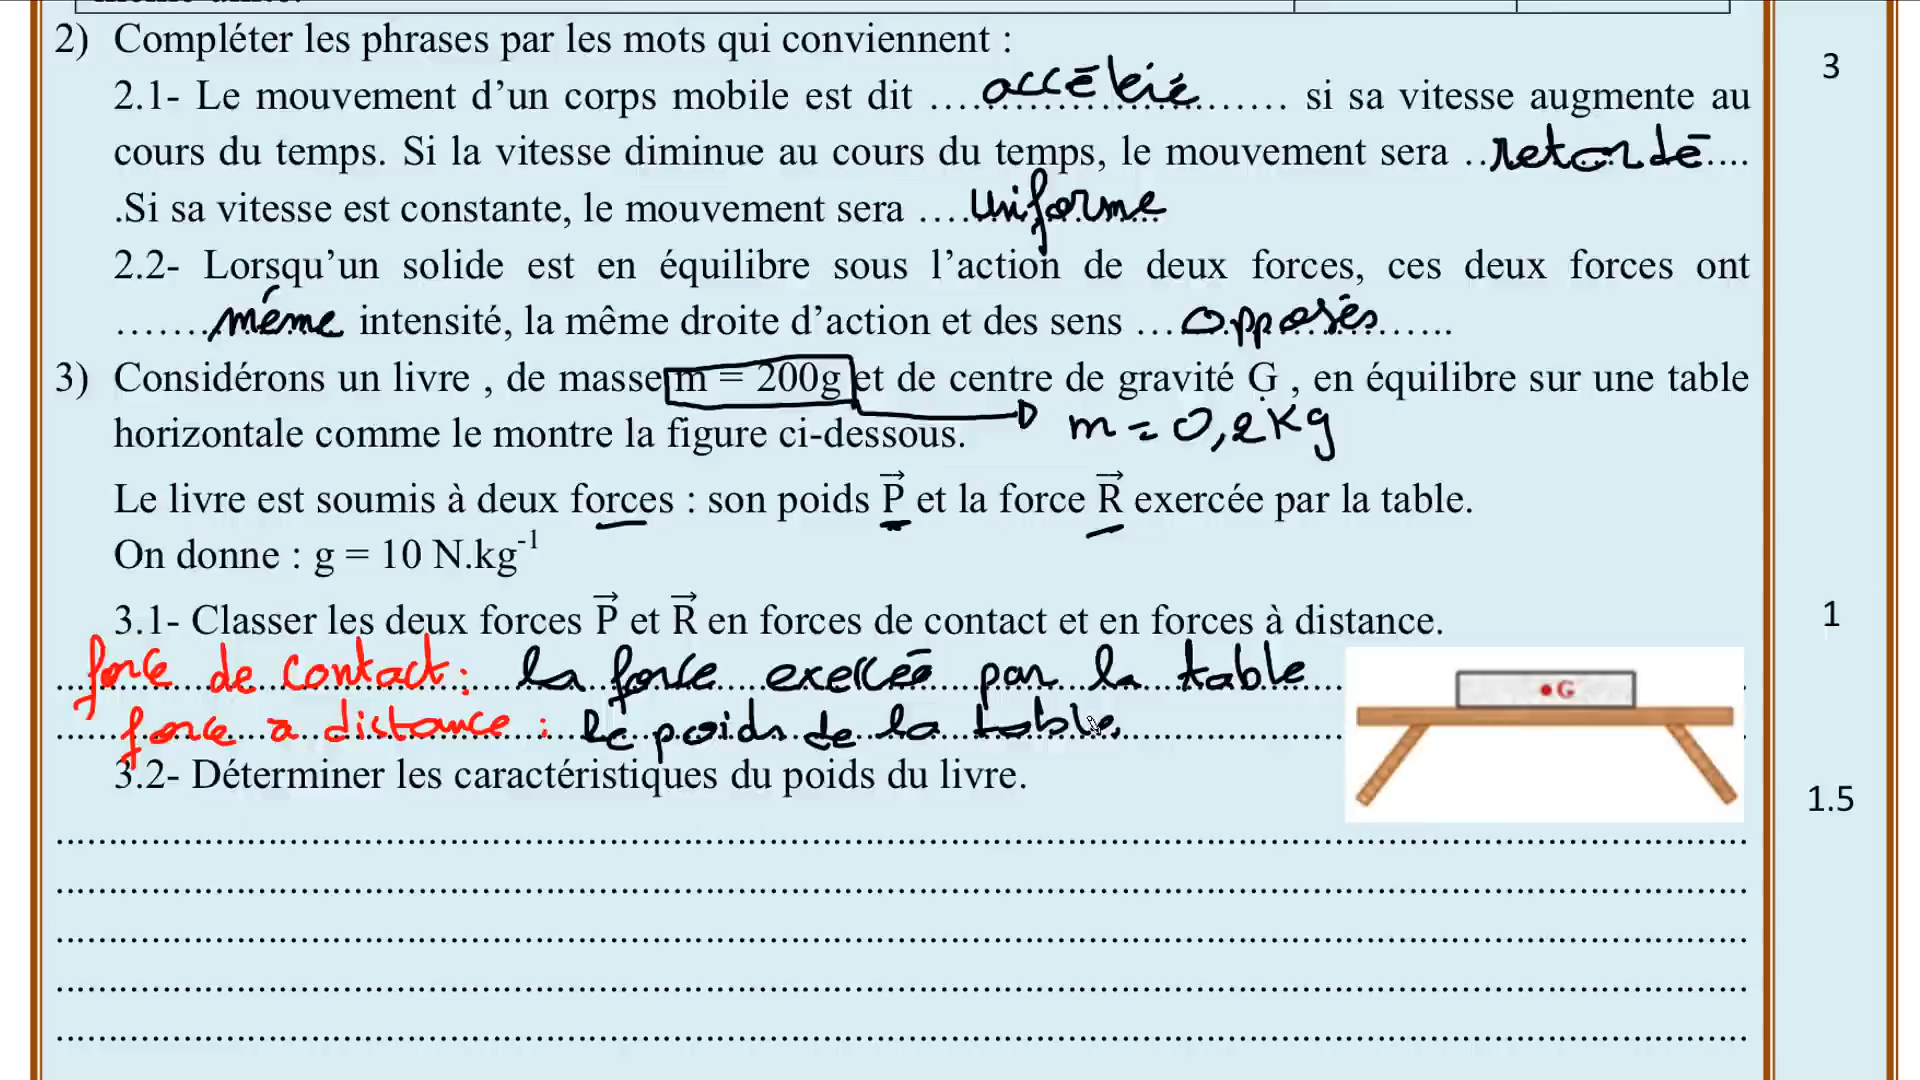 même unité.
2) Compléter les phrases par les mots qui conviennent : 3
2.1- Le mouvement d’un corps mobile est dit ....accéléré......... si sa vitesse augmente au
cours du temps. Si la vitesse diminue au cours du temps, le mouvement sera ..retardé....
.Si sa vitesse est constante, le mouvement sera ....Uniforme
2.2- Lorsqu’un solide est en équilibre sous l’action de deux forces, ces deux forces ont
.......même intensité, la même droite d’action et des sens ...opposés......
3) Considérons un livre , de masse m = 200g et de centre de gravité G , en équilibre sur une table
horizontale comme le montre la figure ci-dessous. m = 0,2 Kg
Le livre est soumis à deux forces : son poids P⃗ et la force R⃗ exercée par la table.
On donne : g = 10 N.kg⁻¹
3.1- Classer les deux forces P⃗ et R⃗ en forces de contact et en forces à distance. 1
force de contact : la force exercée par la table
G
force a distance : le poids de la table.
3.2- Déterminer les caractéristiques du poids du livre. 1.5